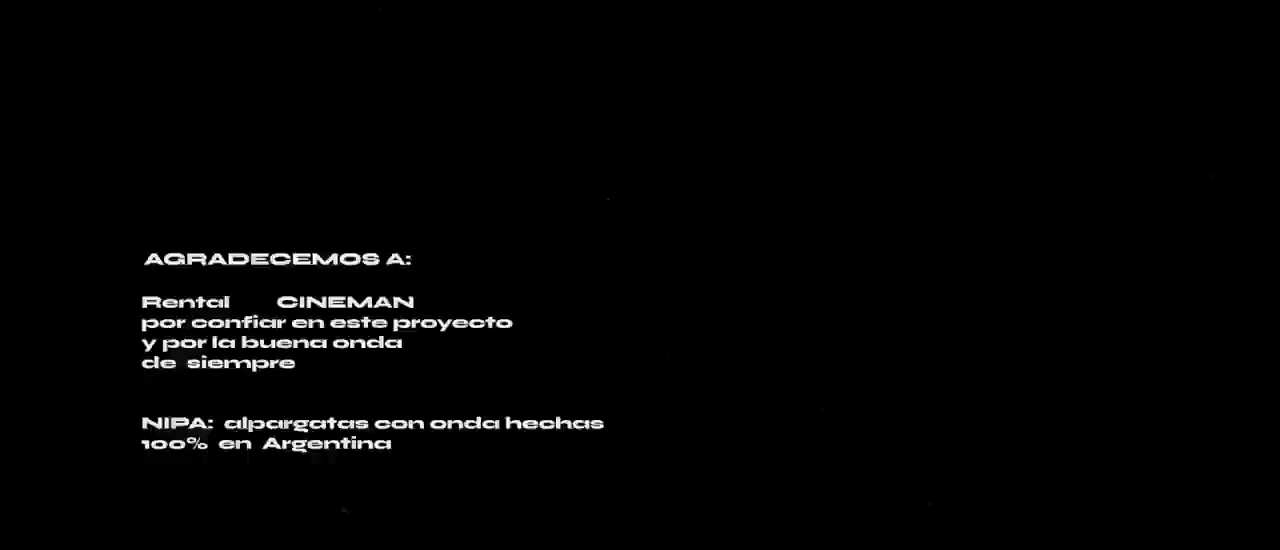 AGRADECEMOS A:
Rental CINEMAN
por confiar en este proyecto
y por la buena onda
de siempre
NIPA: alpargatas con onda hechas
100% en Argentina